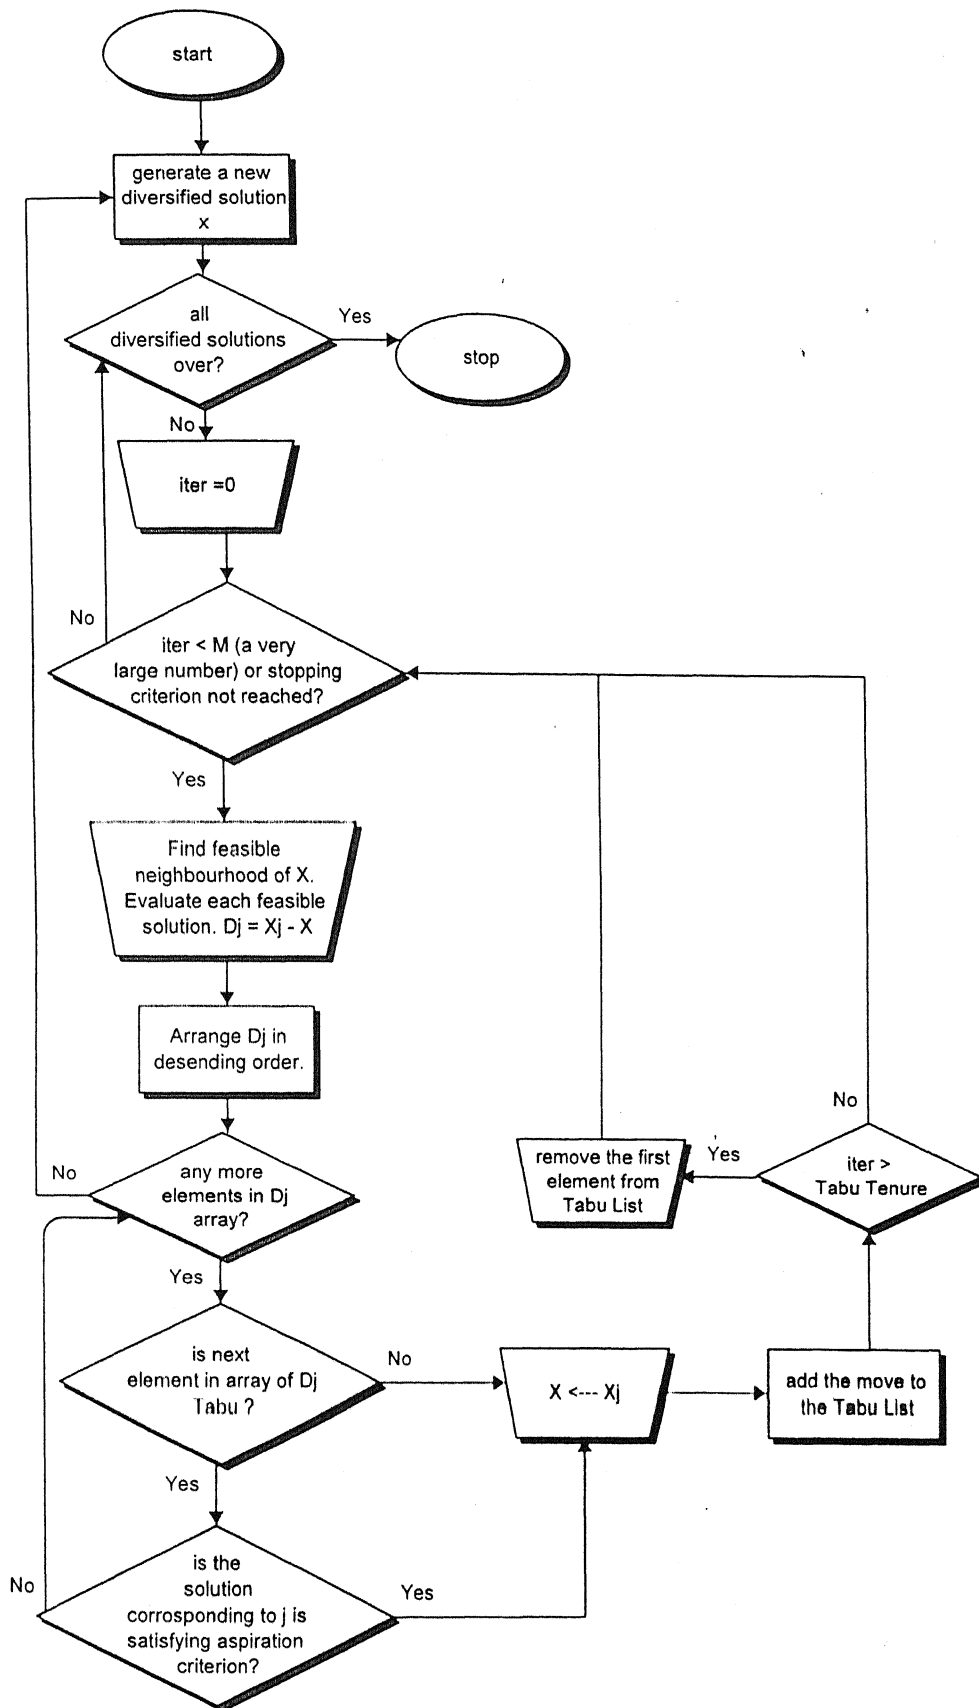 start
generate a new
diversified solution
x
all
diversified solutions
over?
Yes
stop
No
iter =0
No
iter < M (a very
large number) or stopping
criterion not reached?
Yes
Find feasible
neighbourhood of X.
Evaluate each feasible
solution. Dj = Xj - X
Arrange Dj in
desending order.
No
any more
elements in Dj
array?
Yes
remove the first
element from
Tabu List
Yes
No
iter >
Tabu Tenure
is next
element in array of Dj
Tabu ?
No
X <--- Xj
add the move to
the Tabu List
Yes
No
is the
solution
corrosponding to j is
satisfying aspiration
criterion?
Yes